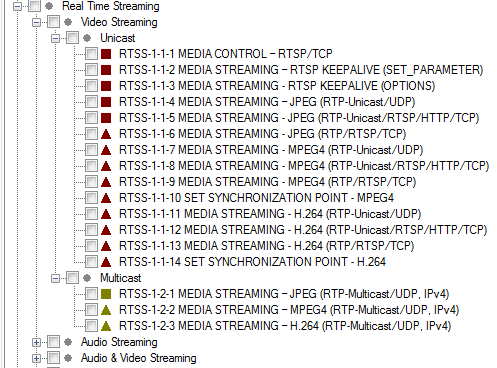 Real Time Streaming
Video Streaming
Unicast
RTSS-1-1-1 MEDIA CONTROL – RTSP/TCP
RTSS-1-1-2 MEDIA STREAMING – RTSP KEEPALIVE (SET_PARAMETER)
RTSS-1-1-3 MEDIA STREAMING - RTSP KEEPALIVE (OPTIONS)
RTSS-1-1-4 MEDIA STREAMING – JPEG (RTP-Unicast/UDP)
RTSS-1-1-5 MEDIA STREAMING – JPEG (RTP-Unicast/RTSP/HTTP/TCP)
RTSS-1-1-6 MEDIA STREAMING – JPEG (RTP/RTSP/TCP)
RTSS-1-1-7 MEDIA STREAMING – MPEG4 (RTP-Unicast/UDP)
RTSS-1-1-8 MEDIA STREAMING - MPEG4 (RTP-Unicast/RTSP/HTTP/TCP)
RTSS-1-1-9 MEDIA STREAMING - MPEG4 (RTP/RTSP/TCP)
RTSS-1-1-10 SET SYNCHRONIZATION POINT - MPEG4
RTSS-1-1-11 MEDIA STREAMING - H.264 (RTP-Unicast/UDP)
RTSS-1-1-12 MEDIA STREAMING - H.264 (RTP-Unicast/RTSP/HTTP/TCP)
RTSS-1-1-13 MEDIA STREAMING - H.264 (RTP/RTSP/TCP)
RTSS-1-1-14 SET SYNCHRONIZATION POINT - H.264
Multicast
RTSS-1-2-1 MEDIA STREAMING – JPEG (RTP-Multicast/UDP, IPv4)
RTSS-1-2-2 MEDIA STREAMING – MPEG4 (RTP-Multicast/UDP, IPv4)
RTSS-1-2-3 MEDIA STREAMING – H.264 (RTP-Multicast/UDP, IPv4)
Audio Streaming
Audio & Video Streaming